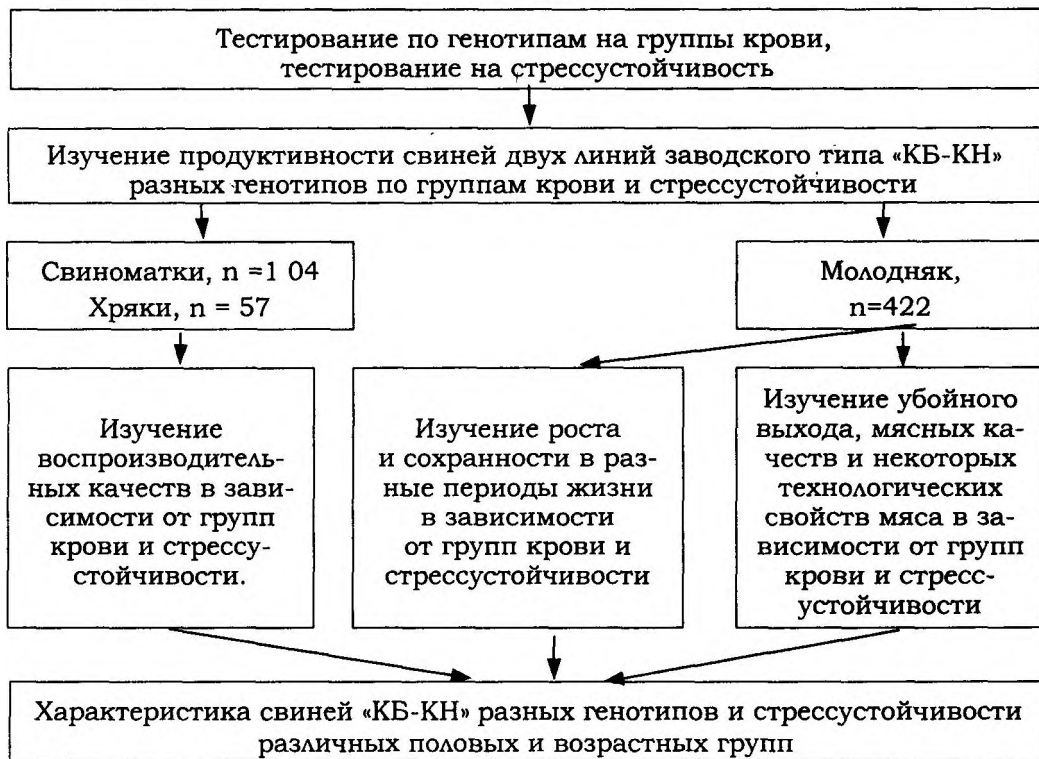 Тестирование по генотипам на группы крови,
тестирование на стрессустойчивость
Изучение продуктивности свиней двух линий заводского типа «КБ-КН»
разных генотипов по группам крови и стрессустойчивости
Свиноматки, n =1 04
Хряки, n = 57
Молодняк,
n=422
Изучение
воспроизводитель-
ных качеств в зави-
симости от групп
крови и стрессу-
стойчивости.
Изучение роста
и сохранности в раз-
ные периоды жизни
в зависимости
от групп крови и
стрессустойчивости
Изучение убойного
выхода, мясных ка-
честв и некоторых
технологических
свойств мяса в за-
висимости от групп
крови и стресс-
устойчивости
Характеристика свиней «КБ-КН» разных генотипов и стрессустойчивости
различных половых и возрастных групп